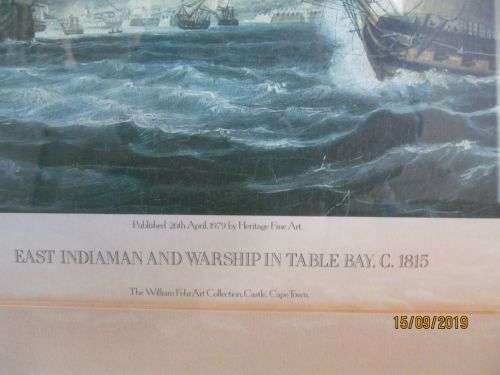 Published 26th April, 1979 by Heritage Fine Art.
EAST INDIAMAN AND WARSHIP IN TABLE BAY, C. 1815
The William Fehr Art Collection, Castle, Cape Town.
15/09/2019